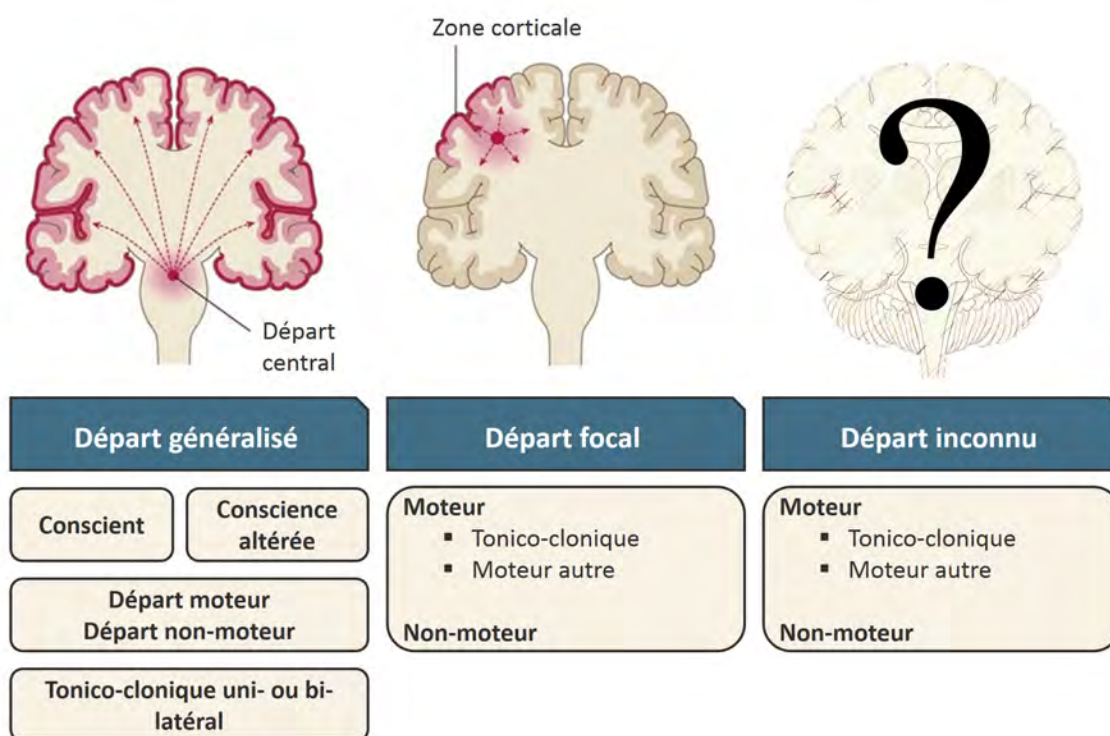 Zone corticale
Départ
central
?
Départ généralisé
Départ focal
Départ inconnu
Conscient
Conscience
altérée
Départ moteur
Départ non-moteur
Tonico-clonique uni- ou bi-
latéral
Moteur
▪ Tonico-clonique
▪ Moteur autre
Non-moteur
Moteur
▪ Tonico-clonique
▪ Moteur autre
Non-moteur